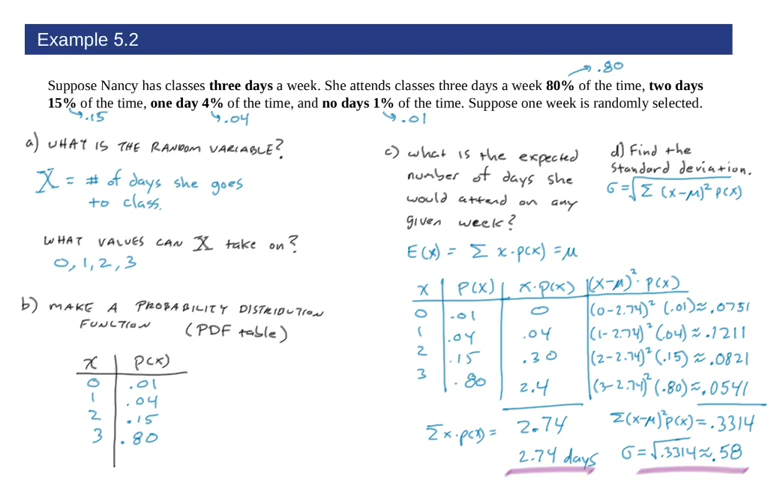 Example 5.2
.80
Suppose Nancy has classes three days a week. She attends classes three days a week 80% of the time, two days
15% of the time, one day 4% of the time, and no days 1% of the time. Suppose one week is randomly selected.
.15 .04 .01
a) WHAT IS THE RANDOM VARIABLE?
X = # of days she goes
to class.
WHAT VALUES CAN X take on?
0, 1, 2, 3
b) MAKE A PROBABILITY DISTRIBUTION
FUNCTION (PDF table)
X P(x)
0 .01
1 .04
2 .15
3 .80
c) what is the expected
number of days she
would attend on any
given week?
E(x) = Σ x·p(x) = μ
d) Find the
standard deviation.
σ = √Σ (x-μ)² p(x)
X P(x) x·p(x) (x-μ)²·p(x)
0 .01 0 (0-2.74)² (.01) ≈ .0751
1 .04 .04 (1-2.74)² (.04) ≈ .1211
2 .15 .30 (2-2.74)² (.15) ≈ .0821
3 .80 2.4 (3-2.74)² (.80) ≈ .0541
Σx·p(x) = 2.74 Σ(x-μ)²p(x) = .3314
2.74 days σ = √.3314 ≈ .58